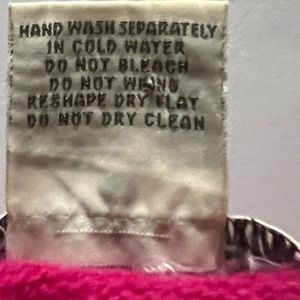 HAND WASH SEPARATELY
IN COLD WATER
DO NOT BLEACH
DO NOT WRING
RESHAPE DRY FLAT
DO NOT DRY CLEAN